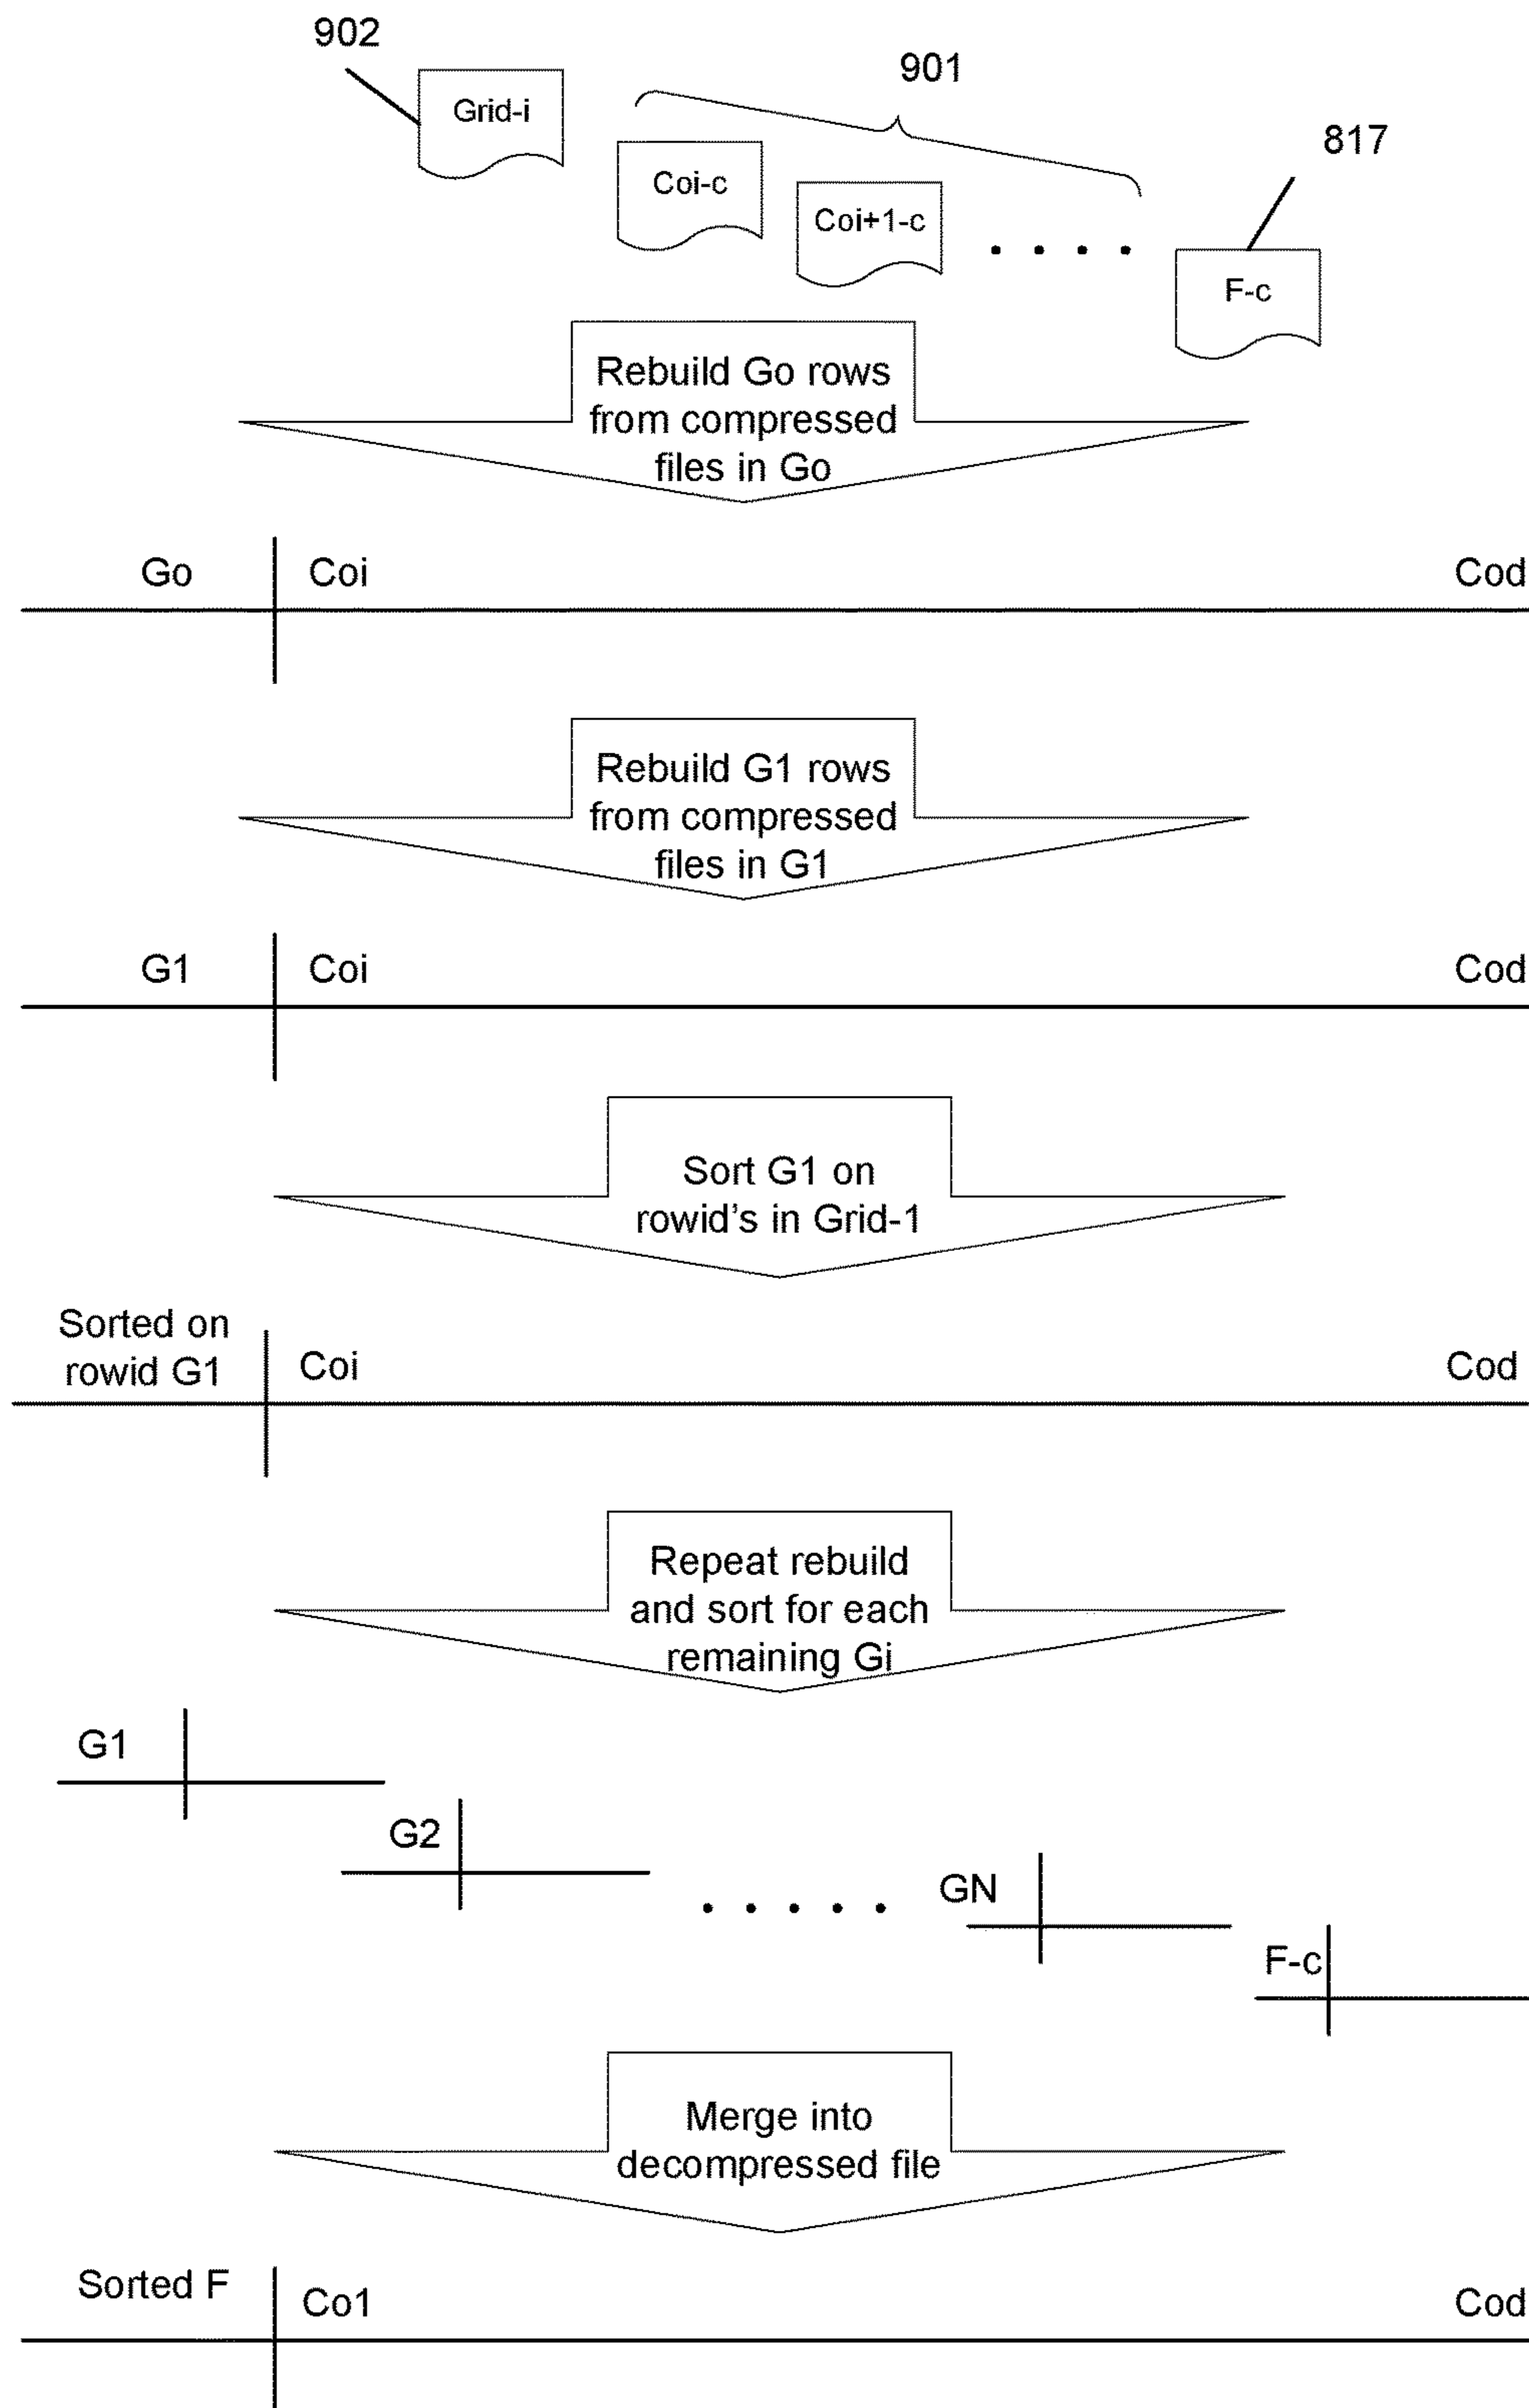 902
901
Grid-i
817
Coi-c
Coi+1-c
F-c
Rebuild Go rows
from compressed
files in Go
Go Coi Cod
Rebuild G1 rows
from compressed
files in G1
G1 Coi Cod
Sort G1 on
rowid's in Grid-1
Sorted on
rowid G1 Coi Cod
Repeat rebuild
and sort for each
remaining Gi
G1
G2
GN
F-c
Merge into
decompressed file
Sorted F Co1 Cod